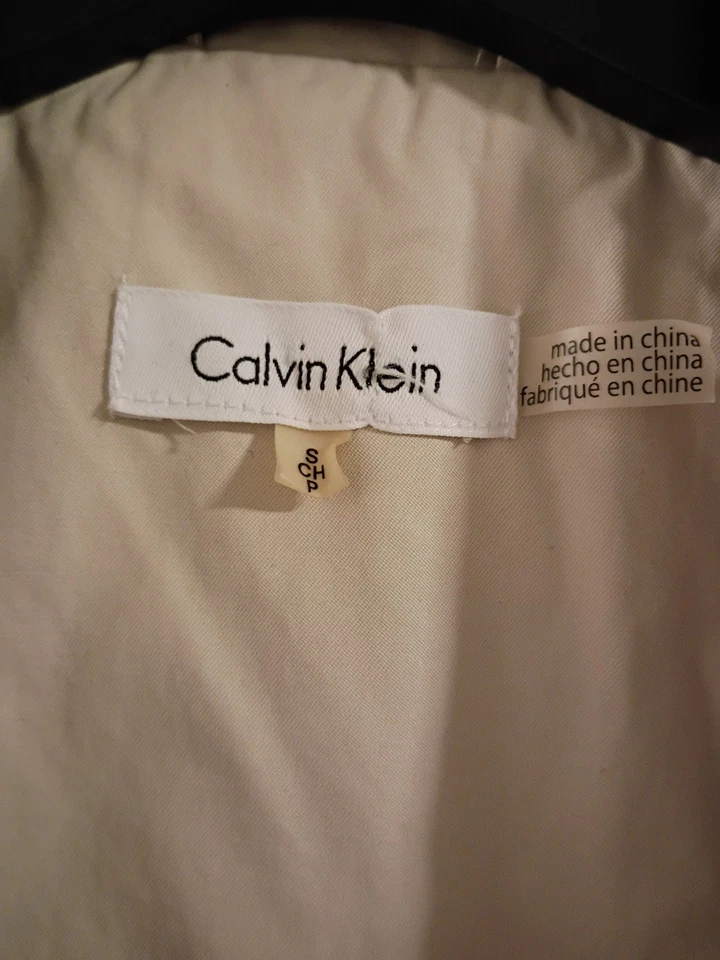 Calvin Klein
made in china
hecho en china
fabriqué en chine
S
CH
P